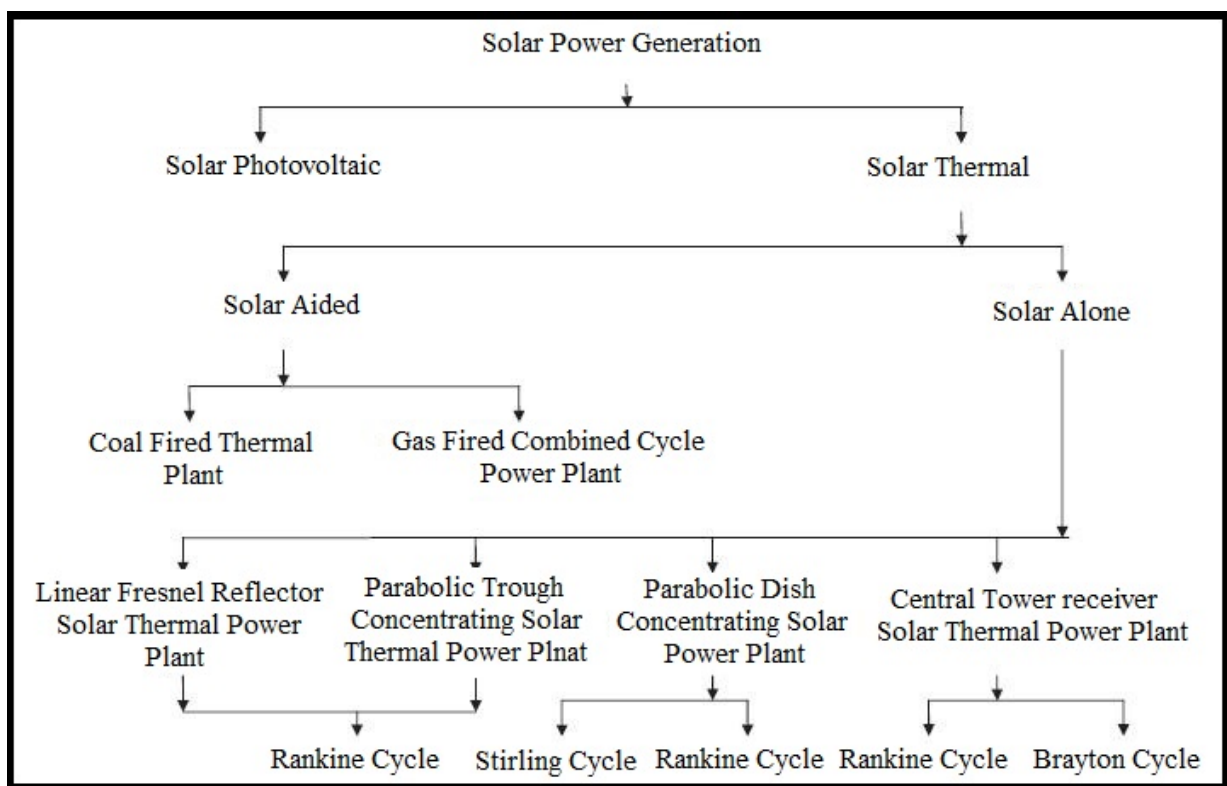 Solar Power Generation
Solar Photovoltaic
Solar Thermal
Solar Aided
Solar Alone
Coal Fired Thermal
Plant
Gas Fired Combined Cycle
Power Plant
Linear Fresnel Reflector
Solar Thermal Power
Plant
Parabolic Trough
Concentrating Solar
Thermal Power Plnat
Parabolic Dish
Concentrating Solar
Power Plant
Central Tower receiver
Solar Thermal Power Plant
Rankine Cycle
Stirling Cycle
Rankine Cycle
Rankine Cycle
Brayton Cycle